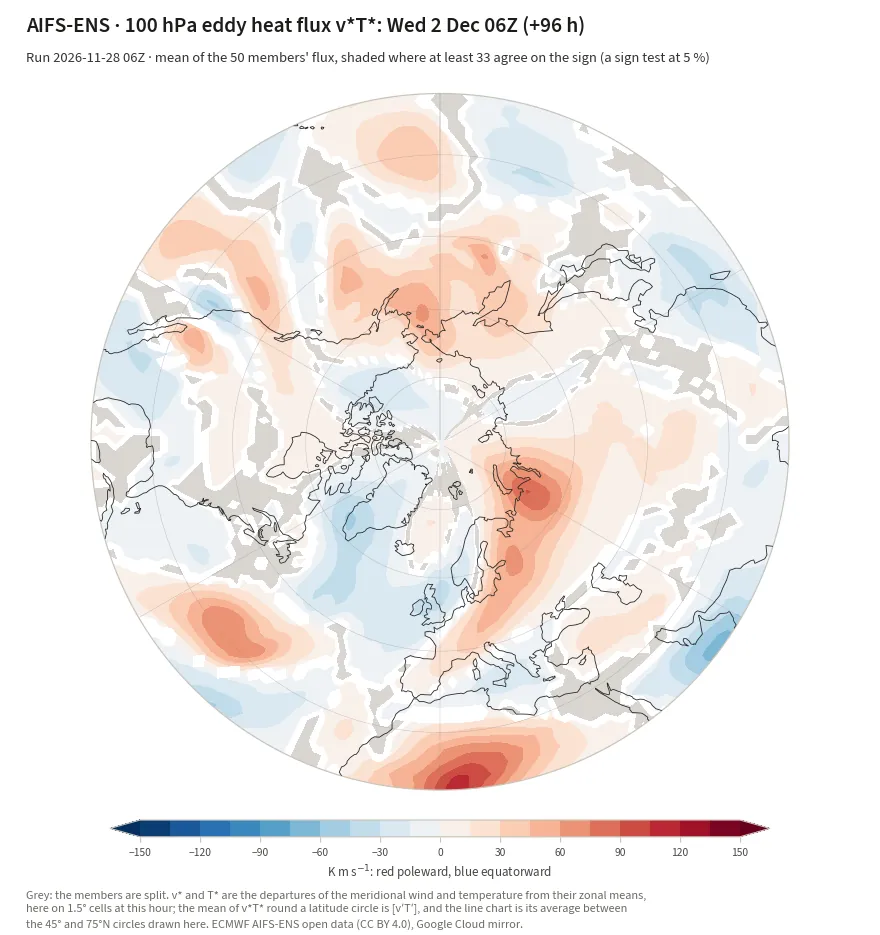 AIFS-ENS · 100 hPa eddy heat flux v*T*: Wed 2 Dec 06Z (+96 h)
Run 2026-11-28 06Z · mean of the 50 members' flux, shaded where at least 33 agree on the sign (a sign test at 5 %)
−150 −120 −90 −60 −30 0 30 60 90 120 150
K m s⁻¹: red poleward, blue equatorward
Grey: the members are split. v* and T* are the departures of the meridional wind and temperature from their zonal means,
here on 1.5° cells at this hour; the mean of v*T* round a latitude circle is [v'T'], and the line chart is its average between
the 45° and 75°N circles drawn here. ECMWF AIFS-ENS open data (CC BY 4.0), Google Cloud mirror.